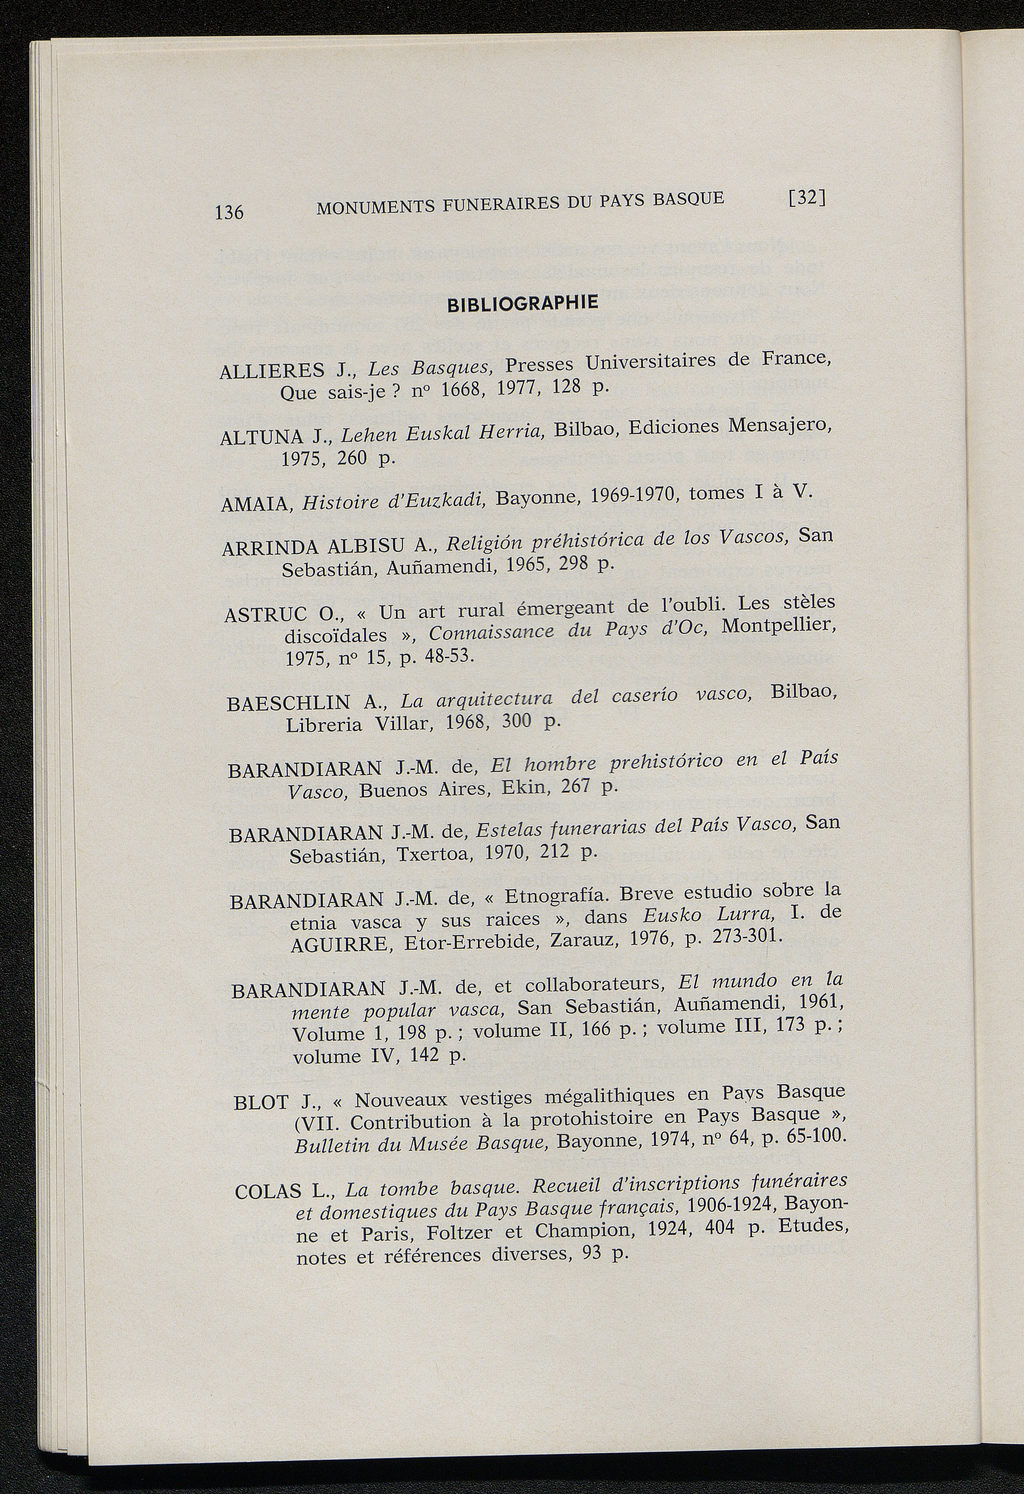 136 MONUMENTS FUNERAIRES DU PAYS BASQUE [32]
BIBLIOGRAPHIE
ALLIERES J., Les Basques, Presses Universitaires de France,
Que sais-je ? nº 1668, 1977, 128 p.
ALTUNA J., Lehen Euskal Herria, Bilbao, Ediciones Mensajero,
1975, 260 p.
AMAIA, Histoire d'Euzkadi, Bayonne, 1969-1970, tomes I à V.
ARRINDA ALBISU A., Religión préhistórica de los Vascos, San
Sebastián, Auñamendi, 1965, 298 p.
ASTRUC O., « Un art rural émergeant de l'oubli. Les stèles
discoïdales », Connaissance du Pays d'Oc, Montpellier,
1975, nº 15, p. 48-53.
BAESCHLIN A., La arquitectura del caserío vasco, Bilbao,
Libreria Villar, 1968, 300 p.
BARANDIARAN J.-M. de, El hombre prehistórico en el País
Vasco, Buenos Aires, Ekin, 267 p.
BARANDIARAN J.-M. de, Estelas funerarias del País Vasco, San
Sebastián, Txertoa, 1970, 212 p.
BARANDIARAN J.-M. de, « Etnografía. Breve estudio sobre la
etnia vasca y sus raices », dans Eusko Lurra, I. de
AGUIRRE, Etor-Errebide, Zarauz, 1976, p. 273-301.
BARANDIARAN J.-M. de, et collaborateurs, El mundo en la
mente popular vasca, San Sebastián, Auñamendi, 1961,
Volume 1, 198 p. ; volume II, 166 p. ; volume III, 173 p. ;
volume IV, 142 p.
BLOT J., « Nouveaux vestiges mégalithiques en Pays Basque
(VII. Contribution à la protohistoire en Pays Basque »,
Bulletin du Musée Basque, Bayonne, 1974, nº 64, p. 65-100.
COLAS L., La tombe basque. Recueil d'inscriptions funéraires
et domestiques du Pays Basque français, 1906-1924, Bayon-
ne et Paris, Foltzer et Champion, 1924, 404 p. Etudes,
notes et références diverses, 93 p.